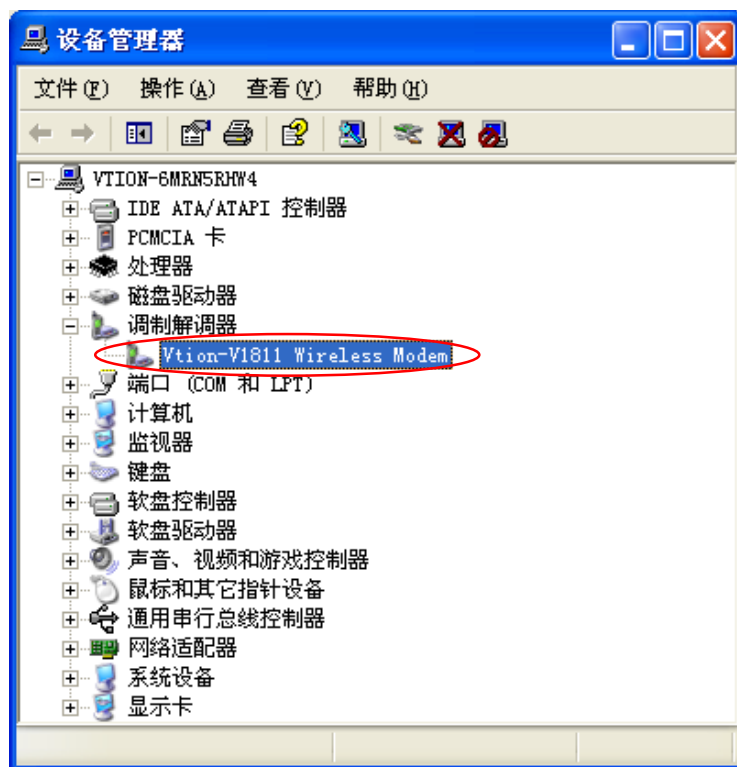 设备管理器
文件(F) 操作(A) 查看(V) 帮助(H)
VTION-6MRN5RHW4
IDE ATA/ATAPI 控制器
PCMCIA 卡
处理器
磁盘驱动器
调制解调器
Vtion-V1811 Wireless Modem
端口 (COM 和 LPT)
计算机
监视器
键盘
软盘控制器
软盘驱动器
声音、视频和游戏控制器
鼠标和其它指针设备
通用串行总线控制器
网络适配器
系统设备
显示卡